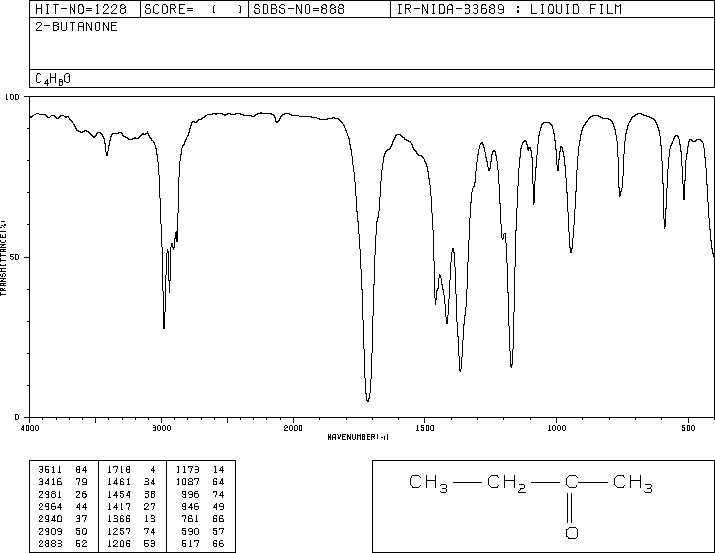 HIT-NO=1228 SCORE= ( ) SDBS-NO=888 IR-NIDA-33689 : LIQUID FILM
2-BUTANONE
C4H8O
100
50
0
TRANSMITTANCE(%)
4000 3000 2000 1500 1000 500
WAVENUMBER(-1)
3611 84 1718 4 1173 14
3416 79 1461 34 1087 64
2981 26 1454 36 996 74
2964 44 1417 27 946 49
2940 37 1366 13 761 66
2909 50 1257 74 590 57
2883 52 1206 53 517 66
CH3 CH2 C CH3
O